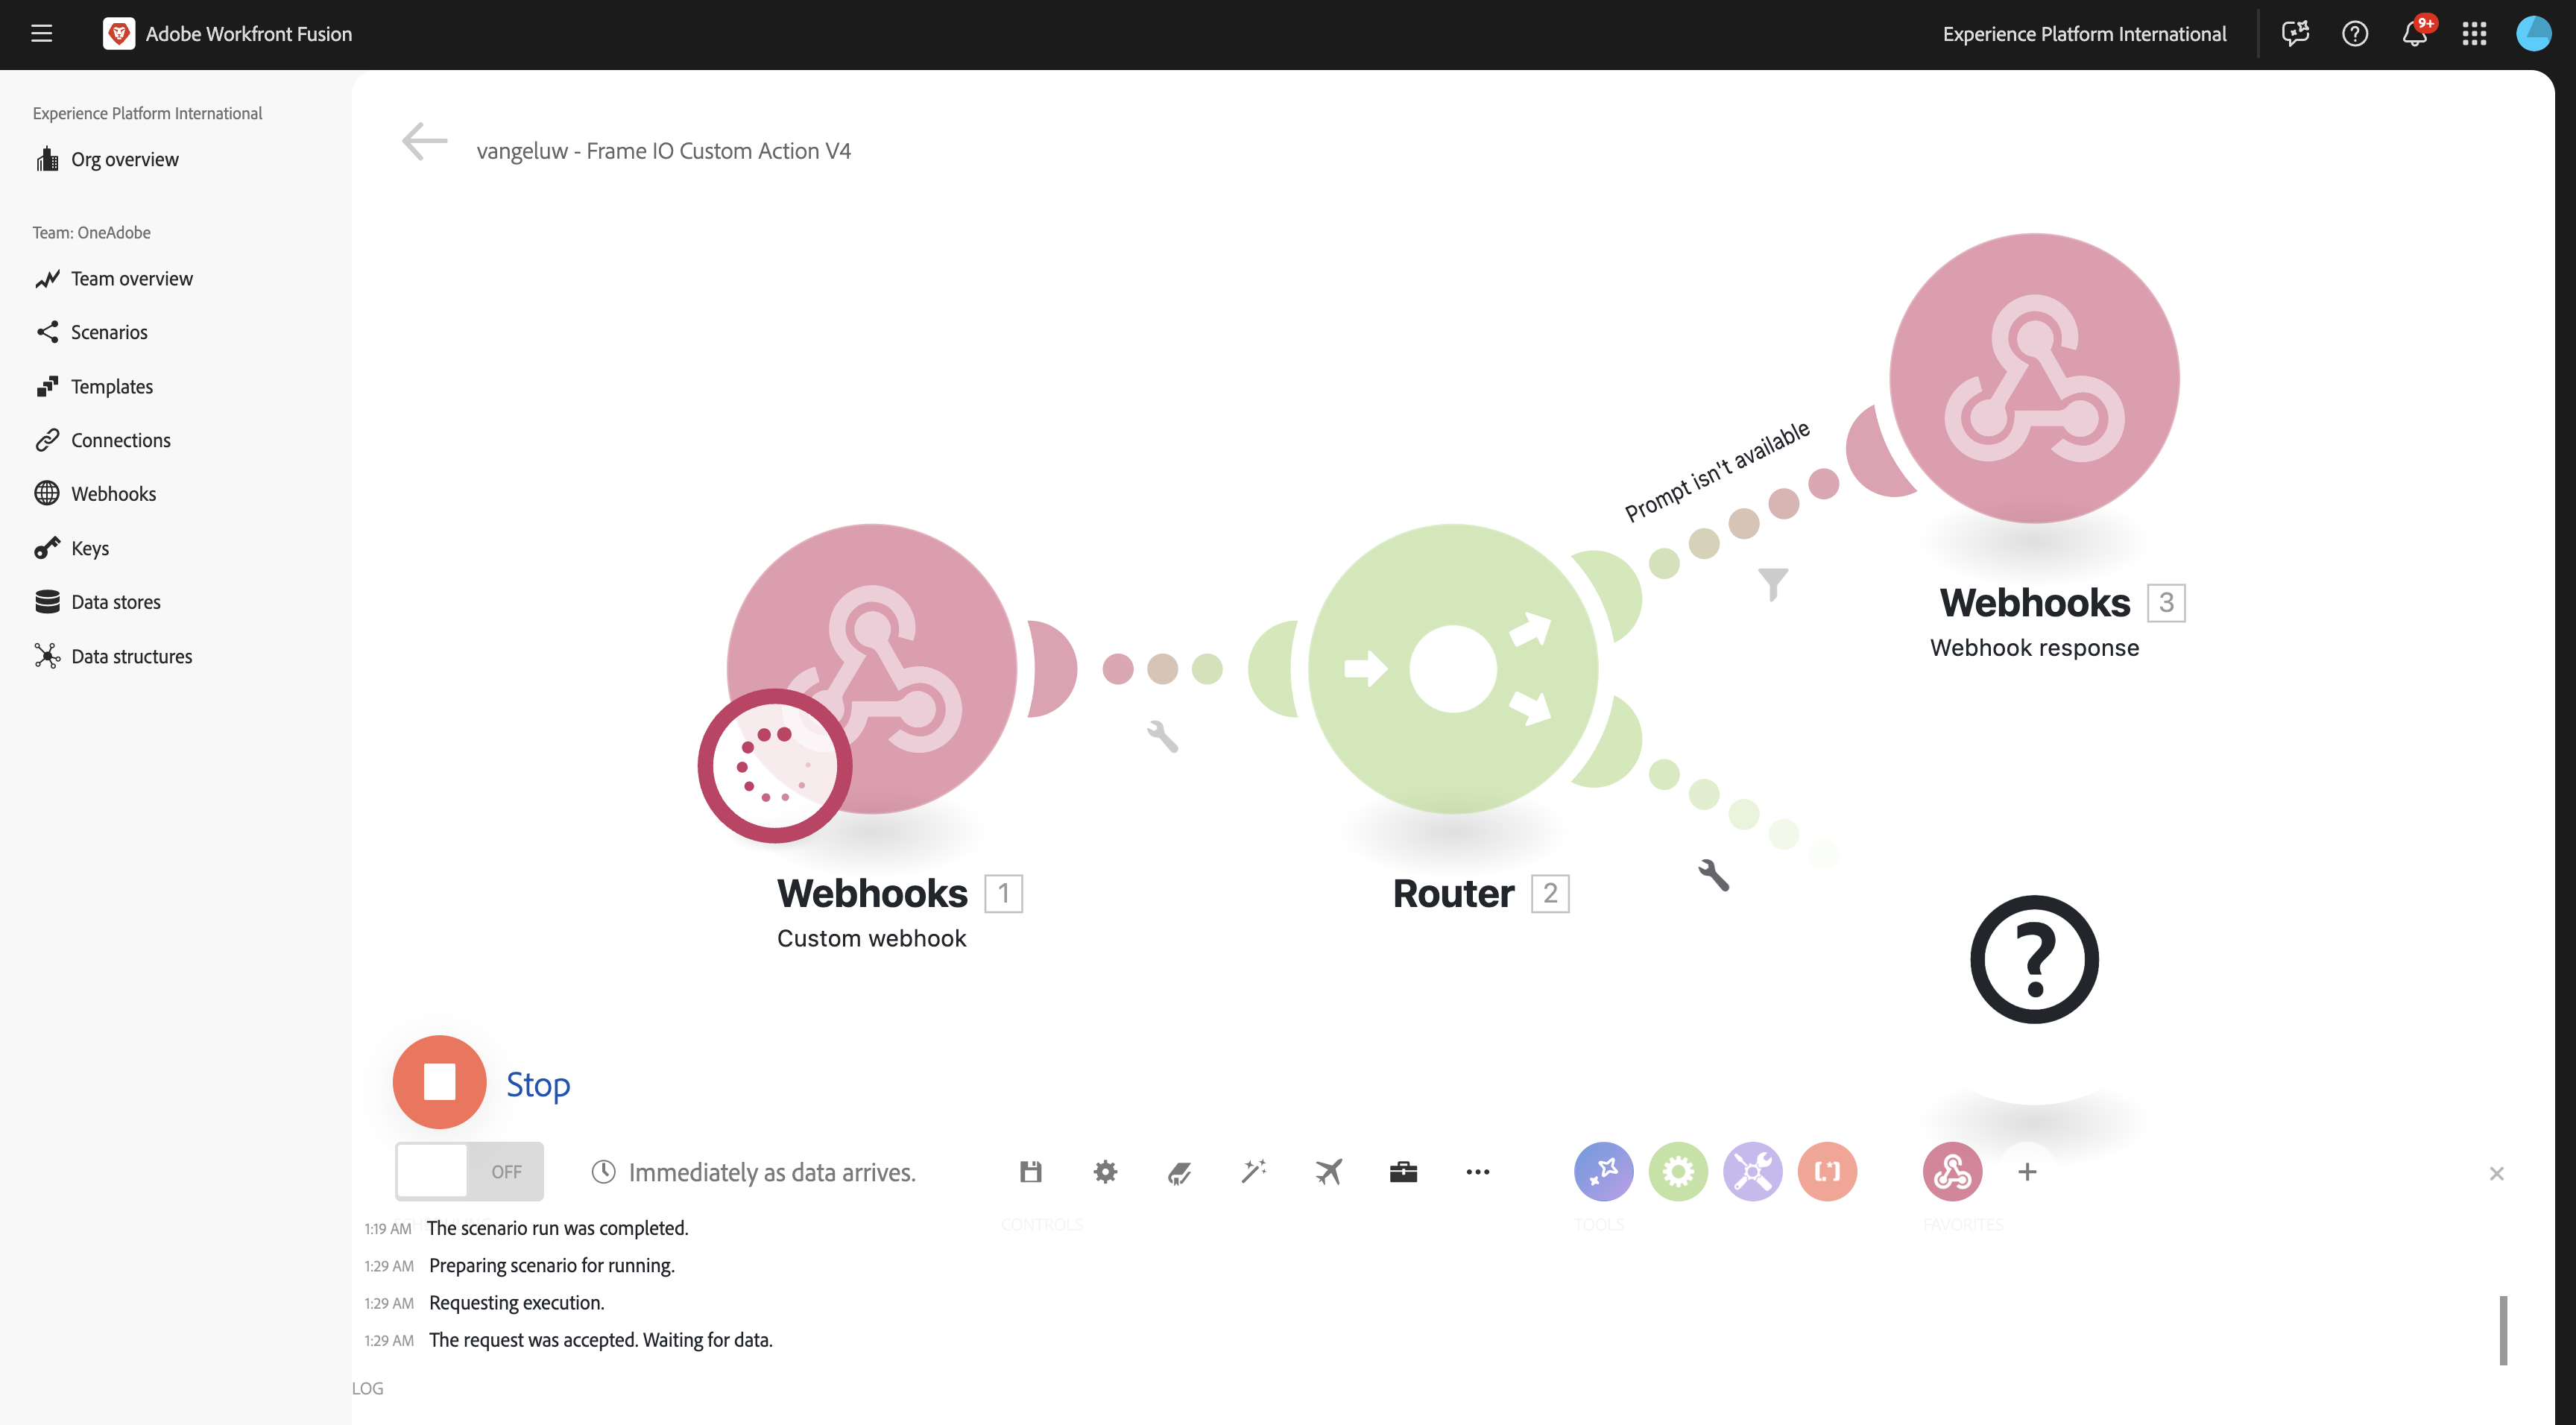 Adobe Workfront Fusion
Experience Platform International
9+
Experience Platform International
Org overview
Team: OneAdobe
Team overview
Scenarios
Templates
Connections
Webhooks
Keys
Data stores
Data structures
vangeluw - Frame IO Custom Action V4
Prompt isn't available
Webhooks 3
Webhook response
Webhooks 1
Custom webhook
Router 2
?
Stop
OFF
Immediately as data arrives.
CONTROLS
TOOLS
FAVORITES
1:19 AM The scenario run was completed.
1:29 AM Preparing scenario for running.
1:29 AM Requesting execution.
1:29 AM The request was accepted. Waiting for data.
LOG